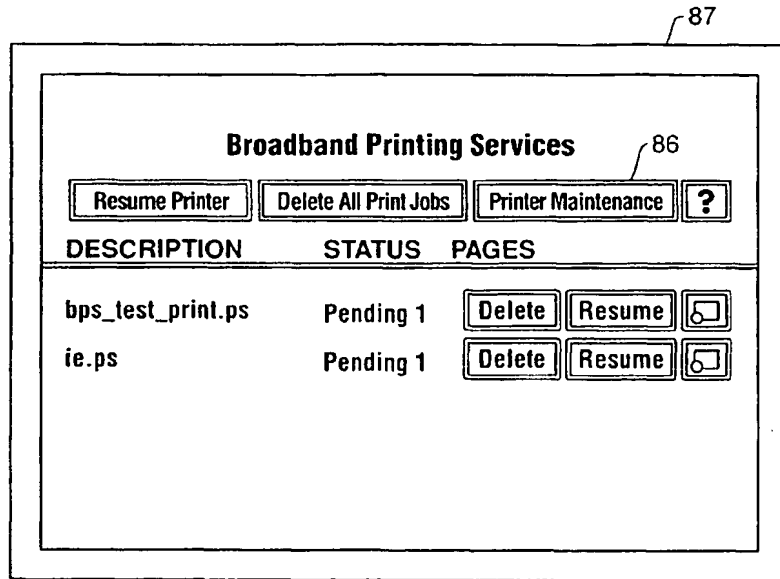 87
Broadband Printing Services
86
Resume Printer Delete All Print Jobs Printer Maintenance ?
DESCRIPTION STATUS PAGES
bps_test_print.ps Pending 1 Delete Resume
ie.ps Pending 1 Delete Resume